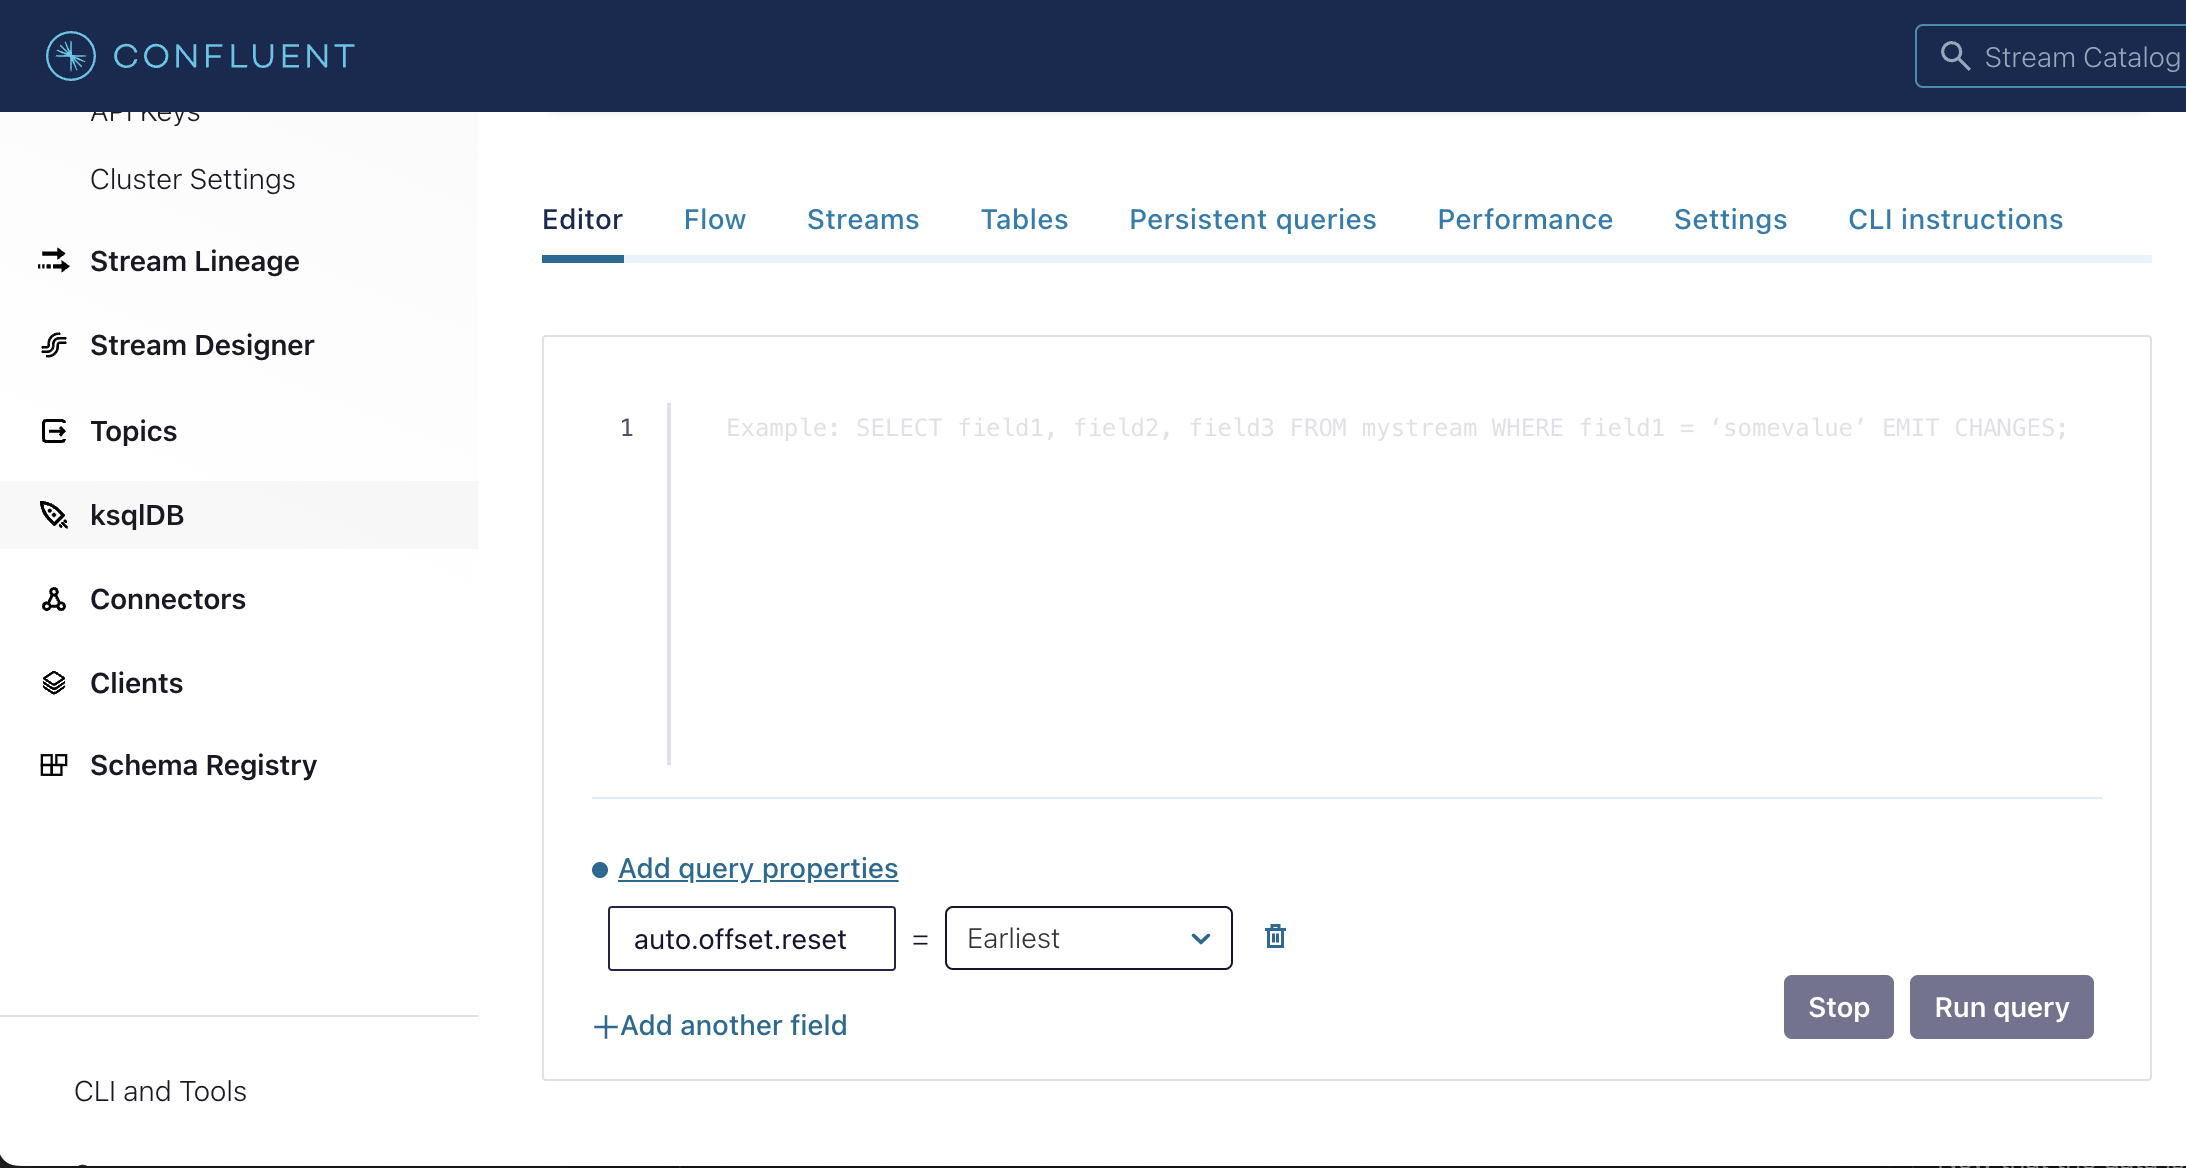 CONFLUENT
Stream Catalog
API Keys
Cluster Settings
Stream Lineage
Stream Designer
Topics
ksqlDB
Connectors
Clients
Schema Registry
CLI and Tools
Editor Flow Streams Tables Persistent queries Performance Settings CLI instructions
1 Example: SELECT field1, field2, field3 FROM mystream WHERE field1 = ‘somevalue’ EMIT CHANGES;
Add query properties
auto.offset.reset = Earliest
+Add another field
Stop Run query